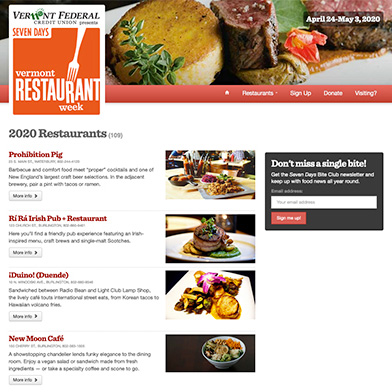 VERMONT FEDERAL
CREDIT UNION presents
SEVEN DAYS
vermont
RESTAURANT
week
April 24-May 3, 2020
Restaurants
Sign Up
Donate
Visiting?
2020 Restaurants (109)
Prohibition Pig
Barbecue and comfort food meet "proper" cocktails and one of
New England's largest craft beer selections. In the adjacent
brewery, pair a pint with tacos or ramen.
More info
Rí Rá Irish Pub + Restaurant
Here you'll find a friendly pub experience featuring an Irish-
inspired menu, craft brews and single-malt Scotches.
More info
¡Duino! (Duende)
Sandwiched between Radio Bean and Light Club Lamp Shop,
the lively café touts international street eats, from Korean tacos to
Hawaiian volcano fries.
More info
New Moon Café
A showstopping chandelier lends funky elegance to the dining
room. Enjoy a vegan salad or sandwich made from fresh
ingredients — or take a specialty coffee and scone to go.
More info
Don't miss a single bite!
Get the Seven Days Bite Club newsletter and
keep up with food news all year round.
Email address:
Your email address
Sign me up!